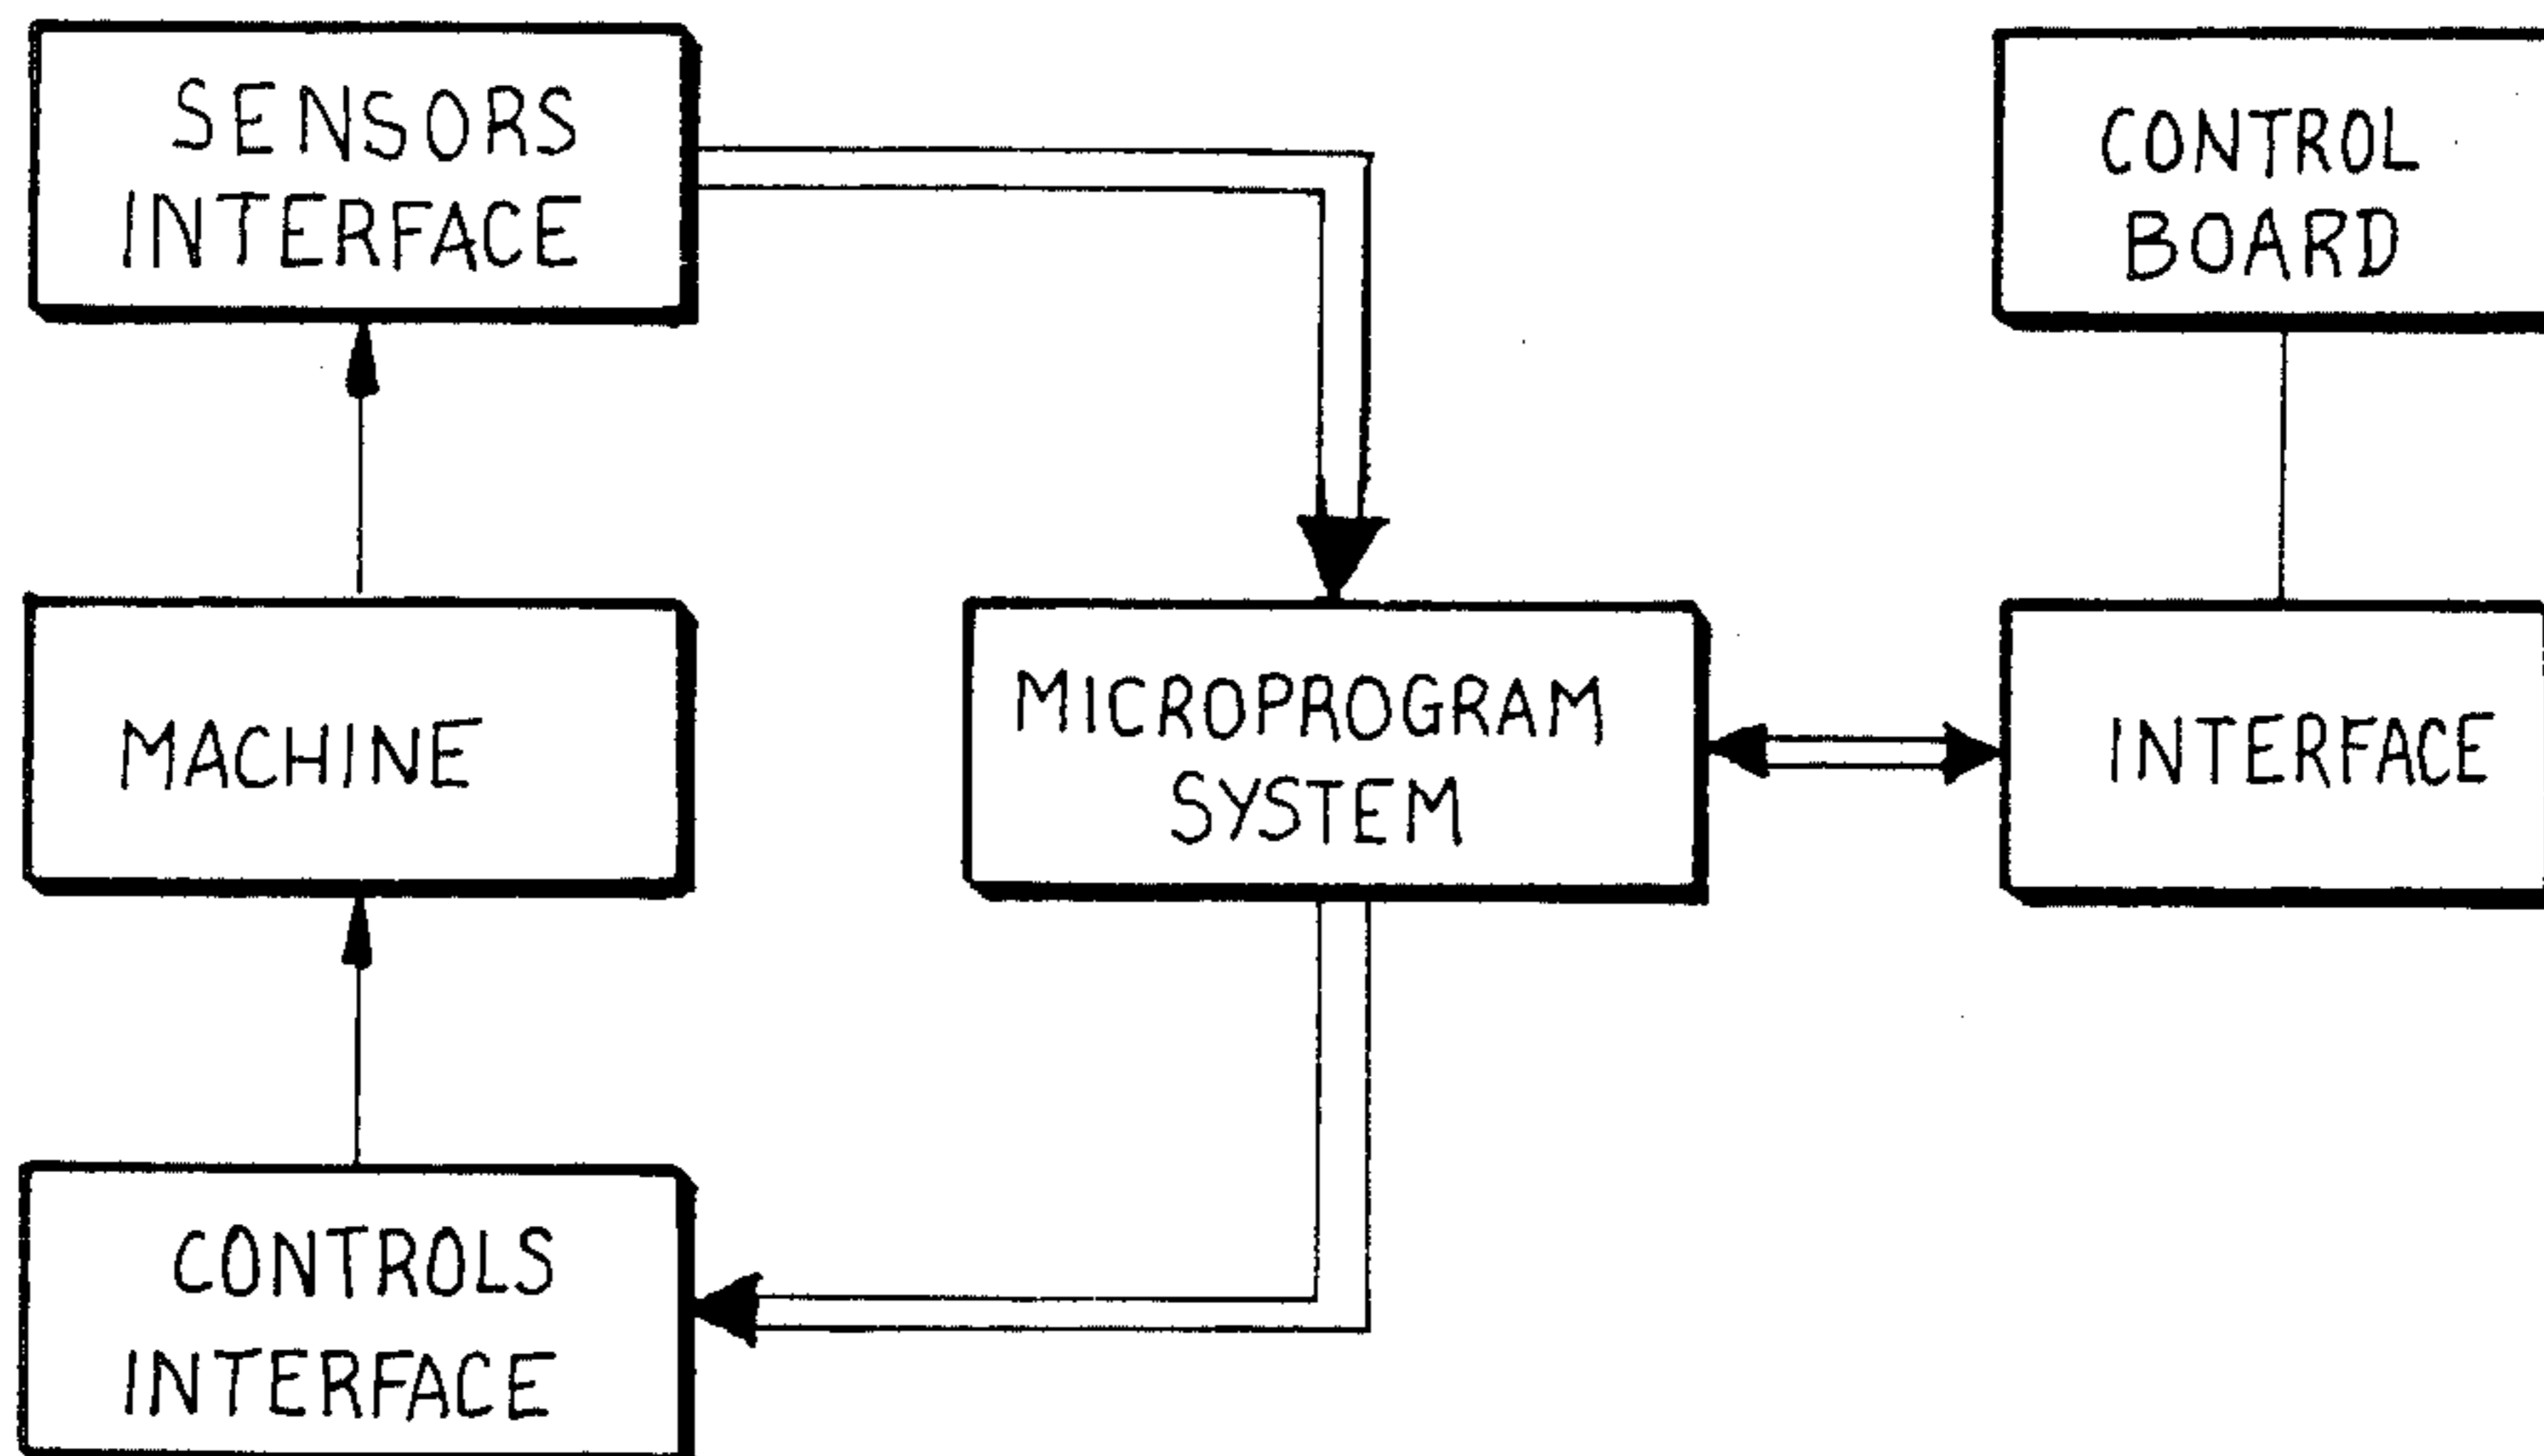 SENSORS
INTERFACE
CONTROL
BOARD
MACHINE
MICROPROGRAM
SYSTEM
INTERFACE
CONTROLS
INTERFACE